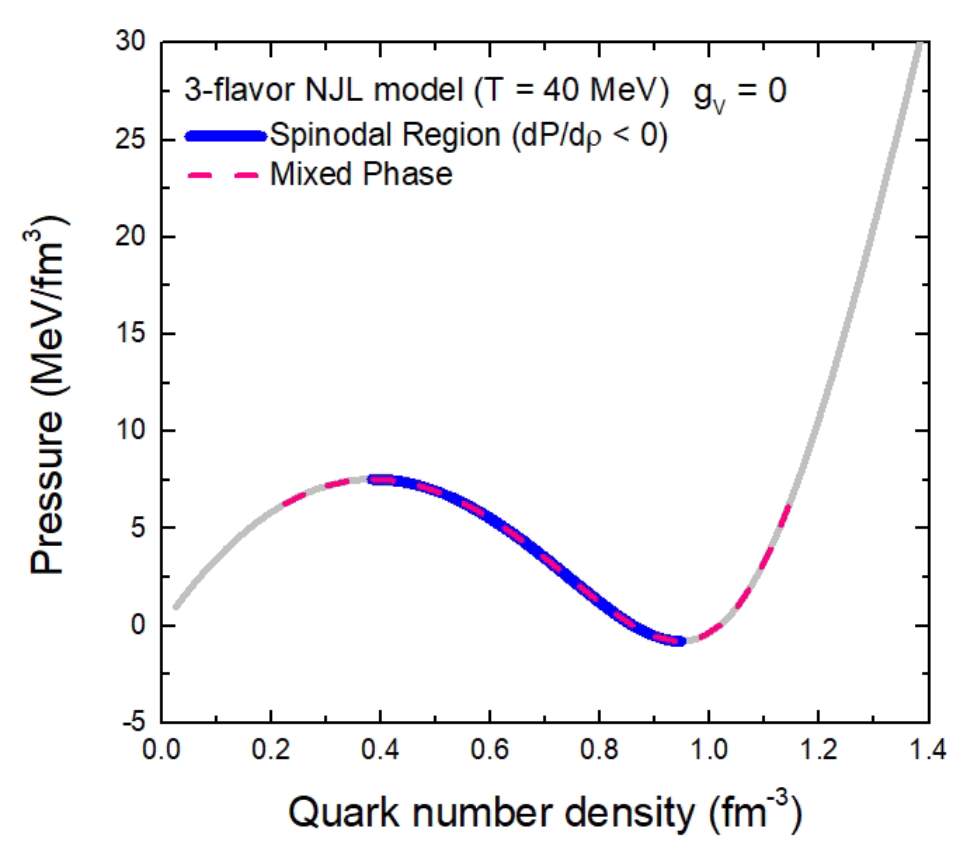 30
25
20
15
10
5
0
-5
Pressure (MeV/fm³)
3-flavor NJL model (T = 40 MeV) gᵥ = 0
Spinodal Region (dP/dρ < 0)
Mixed Phase
0.0 0.2 0.4 0.6 0.8 1.0 1.2 1.4
Quark number density (fm⁻³)